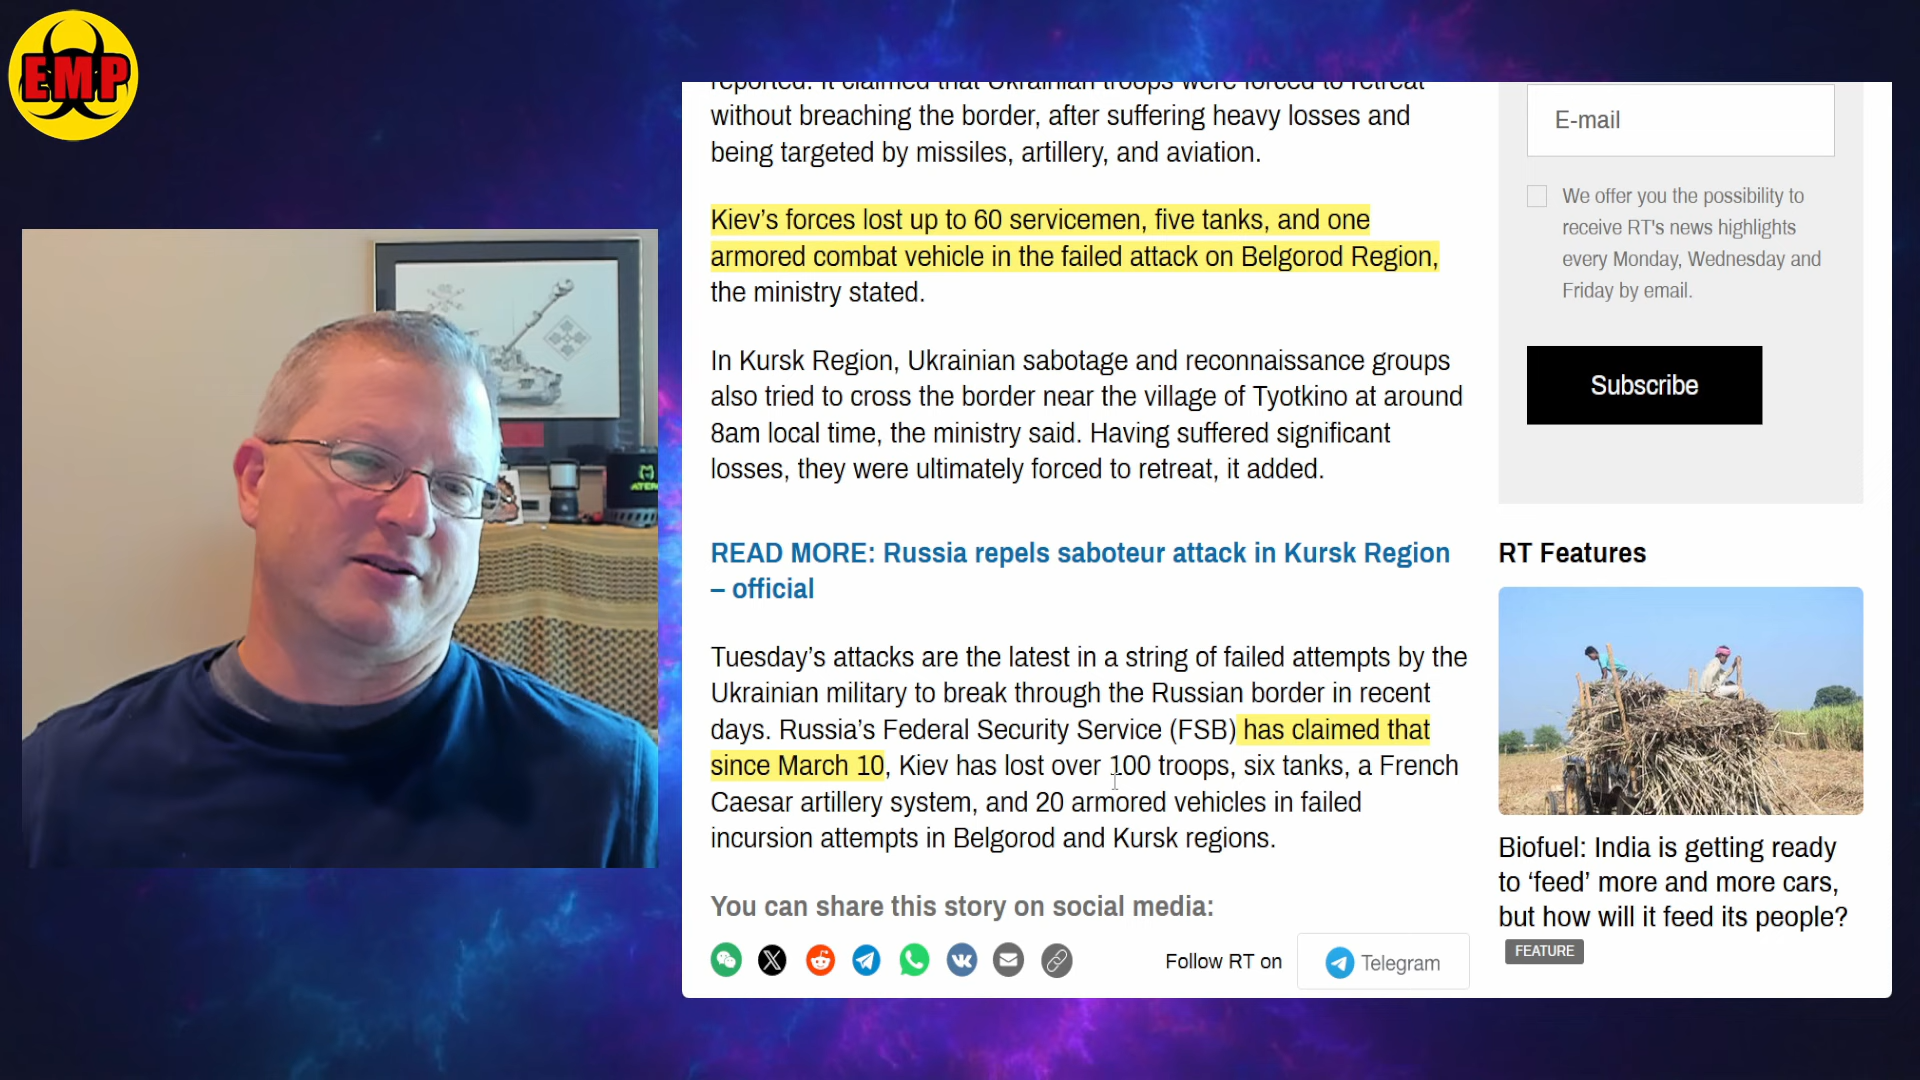 EMP
reported. It claimed that Ukrainian troops were forced to retreat
without breaching the border, after suffering heavy losses and
being targeted by missiles, artillery, and aviation.
Kiev’s forces lost up to 60 servicemen, five tanks, and one
armored combat vehicle in the failed attack on Belgorod Region,
the ministry stated.
In Kursk Region, Ukrainian sabotage and reconnaissance groups
also tried to cross the border near the village of Tyotkino at around
8am local time, the ministry said. Having suffered significant
losses, they were ultimately forced to retreat, it added.
READ MORE: Russia repels saboteur attack in Kursk Region
– official
Tuesday’s attacks are the latest in a string of failed attempts by the
Ukrainian military to break through the Russian border in recent
days. Russia’s Federal Security Service (FSB) has claimed that
since March 10, Kiev has lost over 100 troops, six tanks, a French
Caesar artillery system, and 20 armored vehicles in failed
incursion attempts in Belgorod and Kursk regions.
You can share this story on social media:
Follow RT on
Telegram
E-mail
We offer you the possibility to
receive RT's news highlights
every Monday, Wednesday and
Friday by email.
Subscribe
RT Features
Biofuel: India is getting ready
to ‘feed’ more and more cars,
but how will it feed its people?
FEATURE